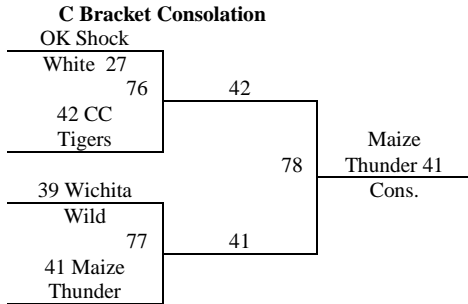 C Bracket Consolation
OK Shock
White 27
76
42
42 CC
Tigers
Maize
78
Thunder 41
Cons.
39 Wichita
Wild
77
41
41 Maize
Thunder